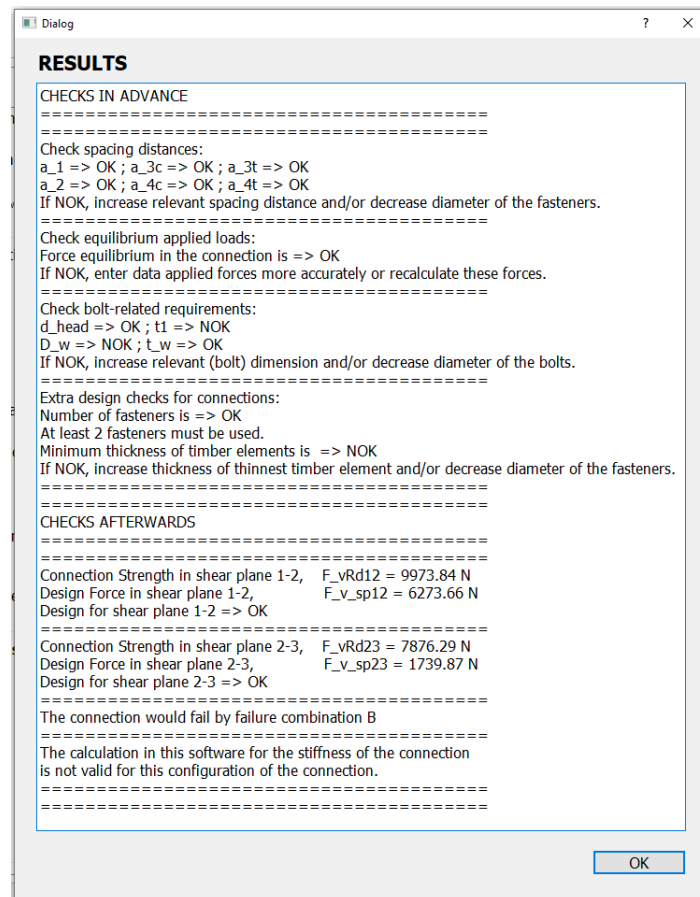 Dialog ? ×
RESULTS
CHECKS IN ADVANCE
========================================
========================================
Check spacing distances:
a_1 => OK ; a_3c => OK ; a_3t => OK
a_2 => OK ; a_4c => OK ; a_4t => OK
If NOK, increase relevant spacing distance and/or decrease diameter of the fasteners.
========================================
Check equilibrium applied loads:
Force equilibrium in the connection is => OK
If NOK, enter data applied forces more accurately or recalculate these forces.
========================================
Check bolt-related requirements:
d_head => OK ; t1 => NOK
D_w => NOK ; t_w => OK
If NOK, increase relevant (bolt) dimension and/or decrease diameter of the bolts.
========================================
Extra design checks for connections:
Number of fasteners is => OK
At least 2 fasteners must be used.
Minimum thickness of timber elements is  => NOK
If NOK, increase thickness of thinnest timber element and/or decrease diameter of the fasteners.
========================================
========================================
CHECKS AFTERWARDS
========================================
========================================
Connection Strength in shear plane 1-2,    F_vRd12 = 9973.84 N
Design Force in shear plane 1-2,    F_v_sp12 = 6273.66 N
Design for shear plane 1-2 => OK
========================================
Connection Strength in shear plane 2-3,    F_vRd23 = 7876.29 N
Design Force in shear plane 2-3,    F_v_sp23 = 1739.87 N
Design for shear plane 2-3 => OK
========================================
The connection would fail by failure combination B
========================================
The calculation in this software for the stiffness of the connection
is not valid for this configuration of the connection.
========================================
========================================
OK